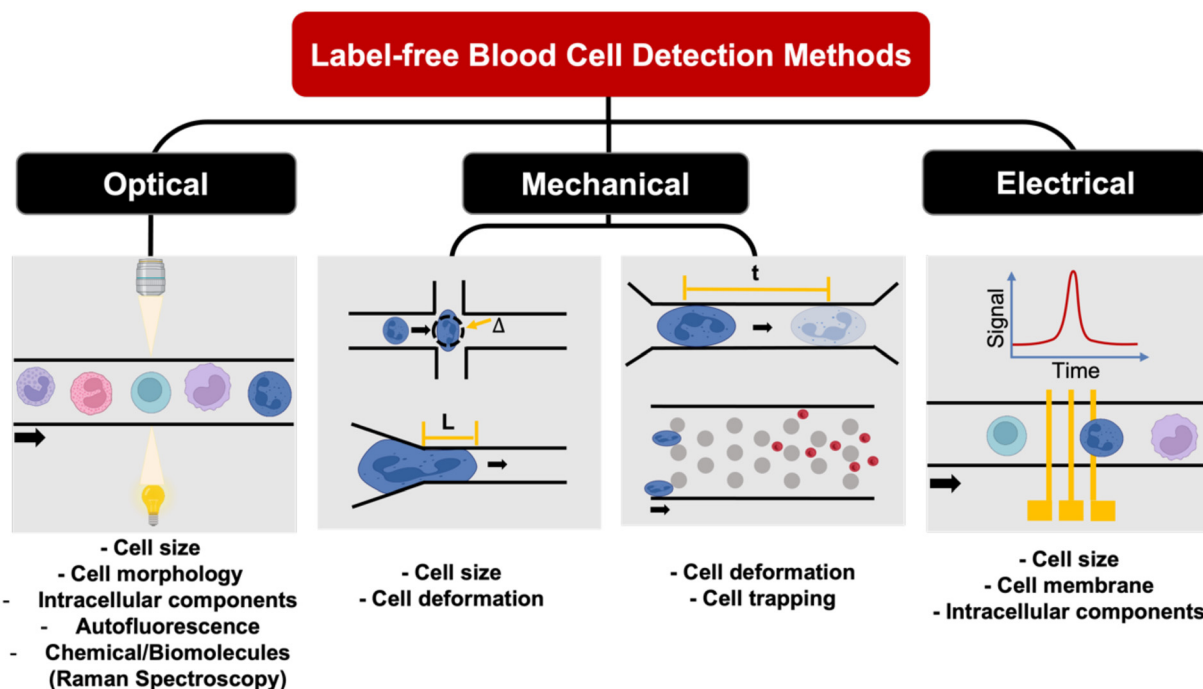 Label-free Blood Cell Detection Methods
Optical
Mechanical
Electrical
Δ
L
t
Signal
Time
- Cell size
- Cell morphology
- Intracellular components
- Autofluorescence
- Chemical/Biomolecules
(Raman Spectroscopy)
- Cell size
- Cell deformation
- Cell deformation
- Cell trapping
- Cell size
- Cell membrane
- Intracellular components